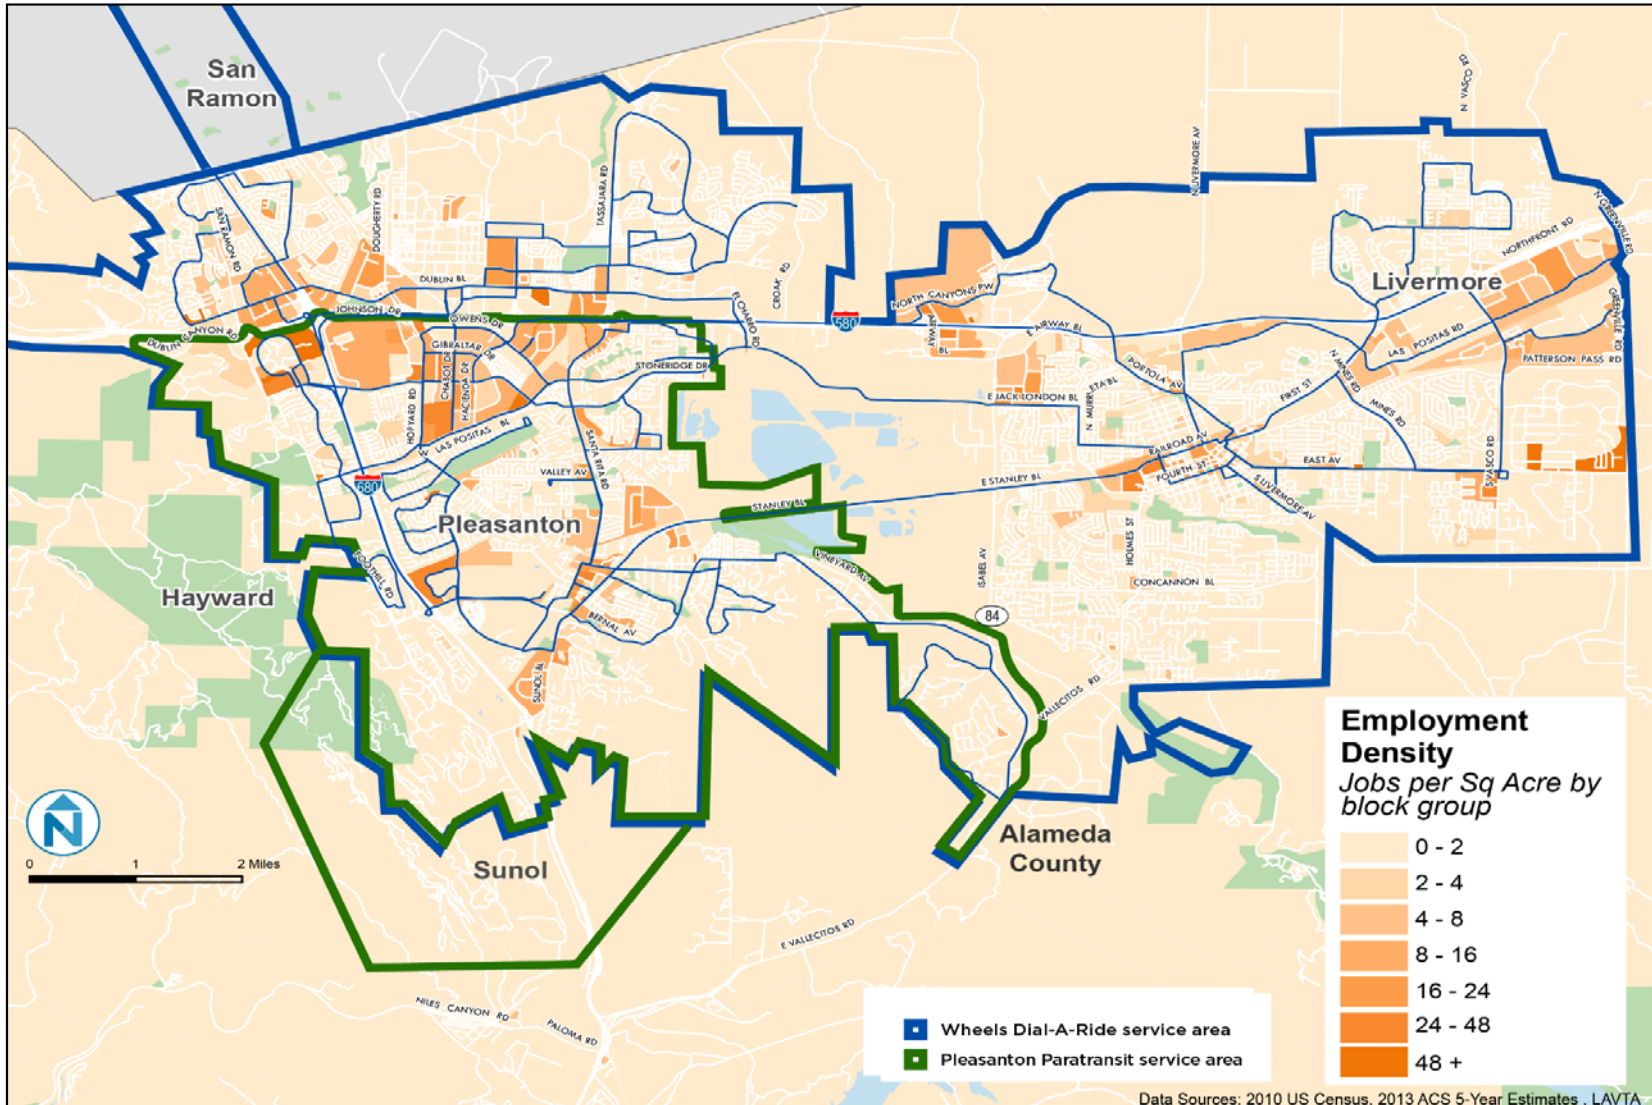 San
Ramon
N VASCO RD
N LIVERMORE AV
TASSAJARA RD
DOUGHERTY RD
SAN RAMON RD
N GREENVILLE RD
NORTHFRONT RD
Livermore
DUBLIN BL
CROAK RD
EL CHARRO RD
NORTH CANYONS PW
AIRWAY
BL
580
E AIRWAY BL
JOHNSON DR
OWENS DR
DUBLIN CANYON RD
GIBRALTAR DR
CHABOT DR
HACIENDA DR
STONERIDGE DR
HOPYARD RD
W LAS POSITAS BL
SANTA RITA RD
VALLEY AV
680
Pleasanton
STANLEY BL
E STANLEY BL
E JACK LONDON BL
PORTOLA AV
FIRST ST
N MINES RD
MINES RD
LAS POSITAS RD
GREENVILLE RD
PATTERSON PASS RD
RAILROAD AV
FOURTH ST
EAST AV
S LIVERMORE AV
S VASCO RD
HOLMES ST
ISABEL AV
CONCANNON BL
VINEYARD AV
84
VALLECITOS RD
FOOTHILL RD
Hayward
BERNAL AV
SUNOL BL
Sunol
Alameda
County
E VALLECITOS RD
NILES CANYON RD
PALOMA RD
N
0 1 2 Miles
Employment
Density
Jobs per Sq Acre by
block group
0 - 2
2 - 4
4 - 8
8 - 16
16 - 24
24 - 48
48 +
Wheels Dial-A-Ride service area
Pleasanton Paratransit service area
Data Sources: 2010 US Census, 2013 ACS 5-Year Estimates , LAVTA